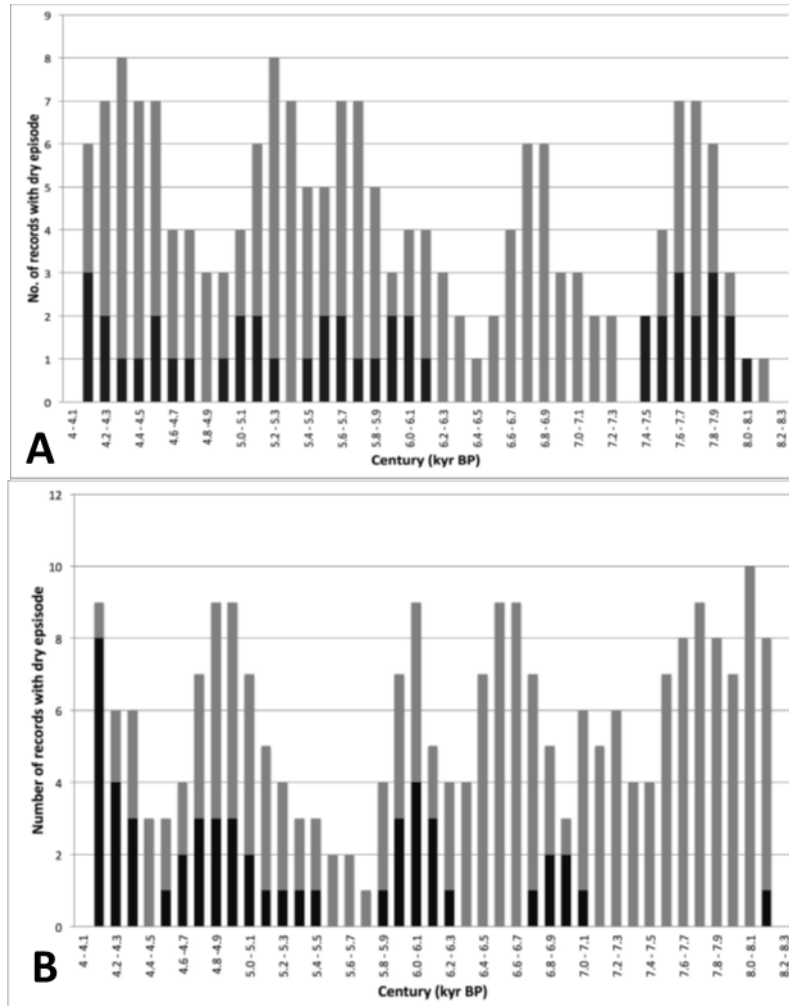 9
8
7
6
5
4
3
2
1
0
No. of records with dry episode
4 - 4.1
4.2 - 4.3
4.4 - 4.5
4.6 -4.7
4.8 -4.9
5.0 - 5.1
5.2 - 5.3
5.4 - 5.5
5.6 - 5.7
5.8 - 5.9
6.0 - 6.1
6.2 - 6.3
6.4 - 6.5
6.6 - 6.7
6.8 - 6.9
7.0 - 7.1
7.2 - 7.3
7.4 - 7.5
7.6 - 7.7
7.8 - 7.9
8.0 - 8.1
8.2 - 8.3
Century (kyr BP)
A
12
10
8
6
4
2
0
Number of records with dry epsisode
4 - 4.1
4.2 - 4.3
4.4 - 4.5
4.6 -4.7
4.8 -4.9
5.0 - 5.1
5.2 - 5.3
5.4 - 5.5
5.6 - 5.7
5.8 - 5.9
6.0 - 6.1
6.2 - 6.3
6.4 - 6.5
6.6 - 6.7
6.8 - 6.9
7.0 - 7.1
7.2 - 7.3
7.4 - 7.5
7.6 - 7.7
7.8 - 7.9
8.0 - 8.1
8.2 - 8.3
Century (kyr BP)
B